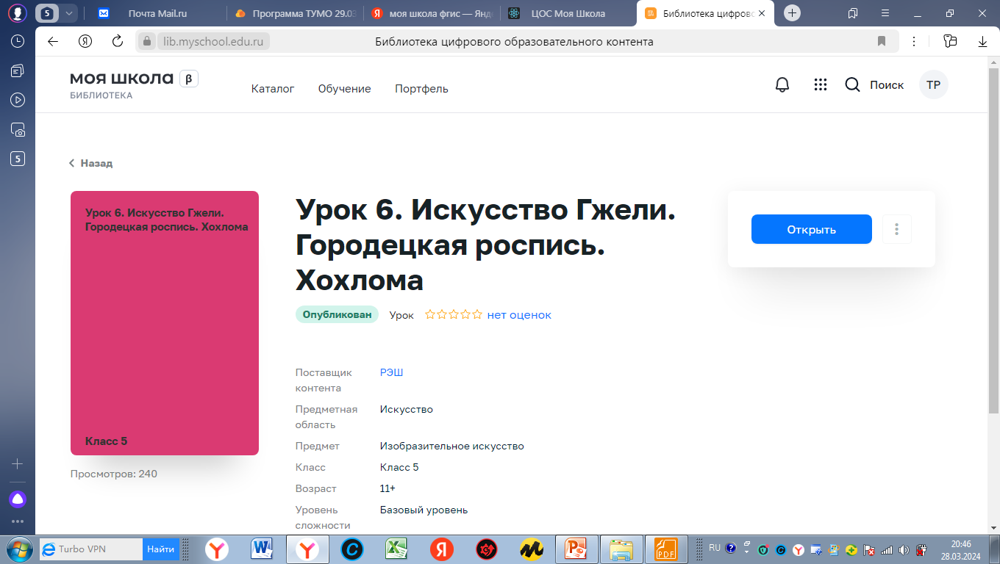 5
Почта Mail.ru
Программа ТУМО 29.03
моя школа фгис — Янд
ЦОС Моя Школа
Библиотека цифрово
Я
lib.myschool.edu.ru
Библиотека цифрового образовательного контента
5
моя школа β
БИБЛИОТЕКА
Каталог
Обучение
Портфель
Поиск
ТР
Назад
Урок 6. Искусство Гжели.
Городецкая роспись. Хохлома
Класс 5
Просмотров: 240
Урок 6. Искусство Гжели.
Городецкая роспись.
Хохлома
Опубликован
Урок
нет оценок
Открыть
Поставщик контента
РЭШ
Предметная область
Искусство
Предмет
Изобразительное искусство
Класс
Класс 5
Возраст
11+
Уровень сложности
Базовый уровень
Turbo VPN
Найти
RU
20:46
28.03.2024